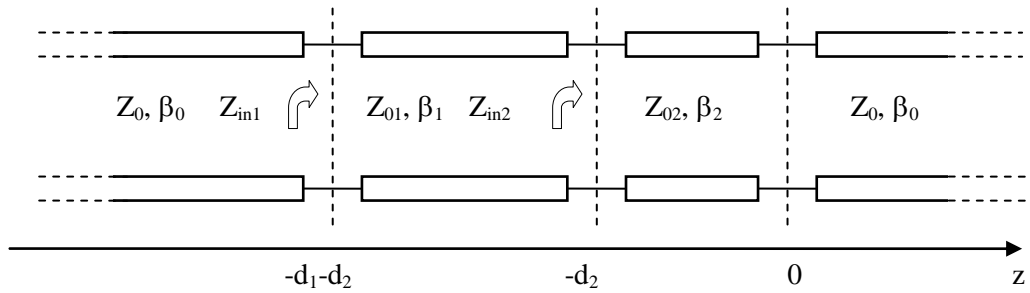 Z₀, β₀ Zᵢₙ₁ Z₀₁, β₁ Zᵢₙ₂ Z₀₂, β₂ Z₀, β₀
-d₁-d₂ -d₂ 0 z